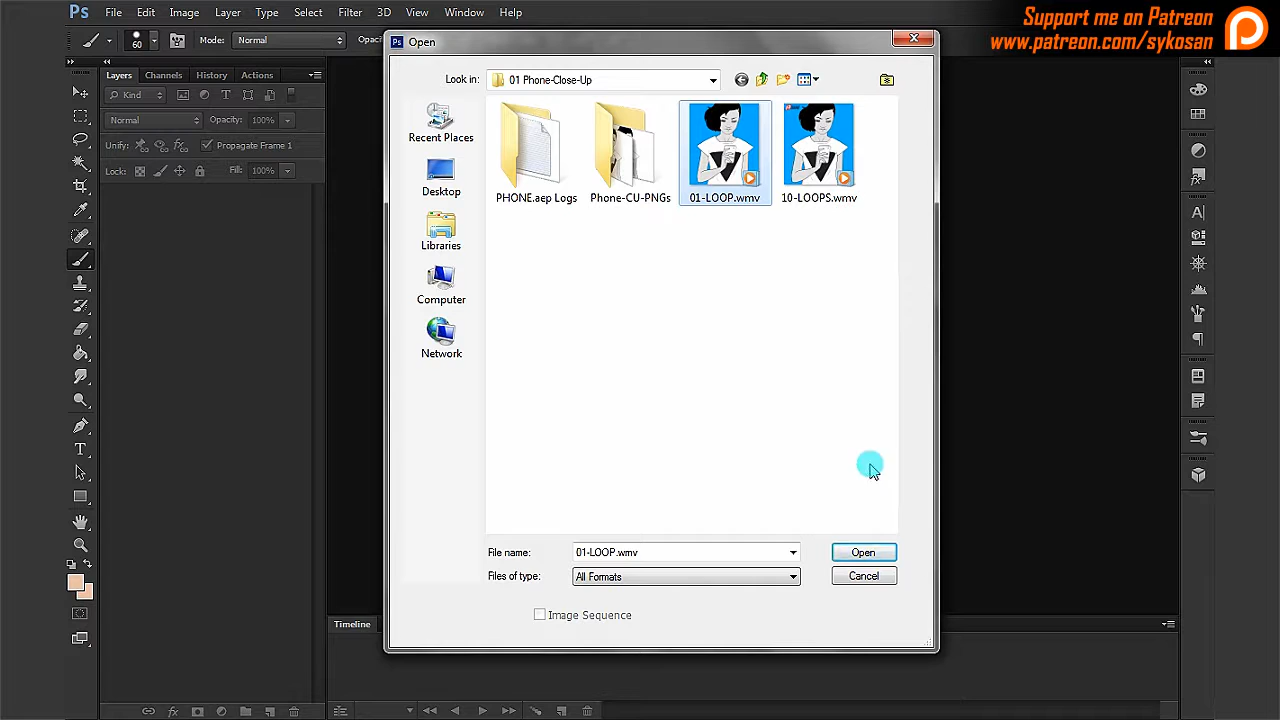 Ps File Edit Image Layer Type Select Filter 3D View Window Help
Support me on Patreon
www.patreon.com/sykosan
60 Mode: Normal Opac
Ps Open
Layers Channels History Actions
Look in: 01 Phone-Close-Up
Kind
Normal Opacity: 100%
Unify: Propagate Frame 1
Lock: Fill: 100%
Recent Places
Desktop
Libraries
Computer
Network
PHONE.aep Logs Phone-CU-PNGs 01-LOOP.wmv 10-LOOPS.wmv
File name: 01-LOOP.wmv Open
Files of type: All Formats Cancel
Image Sequence
Timeline